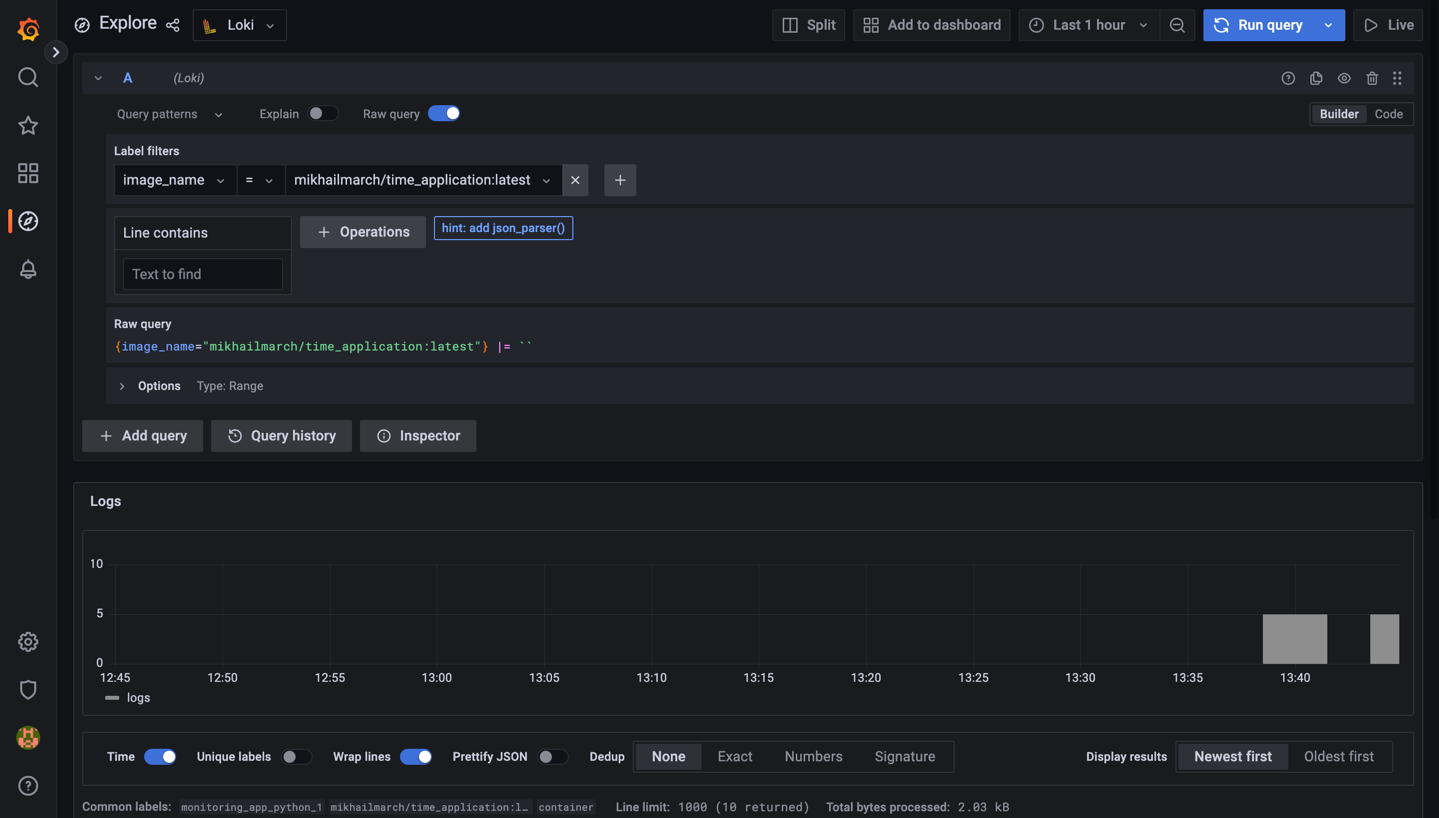 Explore
Loki
Split
Add to dashboard
Last 1 hour
Run query
Live
A (Loki)
Query patterns
Explain
Raw query
Builder
Code
Label filters
image_name
=
mikhailmarch/time_application:latest
Line contains
Operations
hint: add json_parser()
Text to find
Raw query
{image_name="mikhailmarch/time_application:latest"} |= ``
Options Type: Range
Add query
Query history
Inspector
Logs
10
5
0
12:45 12:50 12:55 13:00 13:05 13:10 13:15 13:20 13:25 13:30 13:35 13:40
logs
Time
Unique labels
Wrap lines
Prettify JSON
Dedup
None
Exact
Numbers
Signature
Display results
Newest first
Oldest first
Common labels: monitoring_app_python_1 mikhailmarch/time_application:l… container Line limit: 1000 (10 returned) Total bytes processed: 2.03 kB